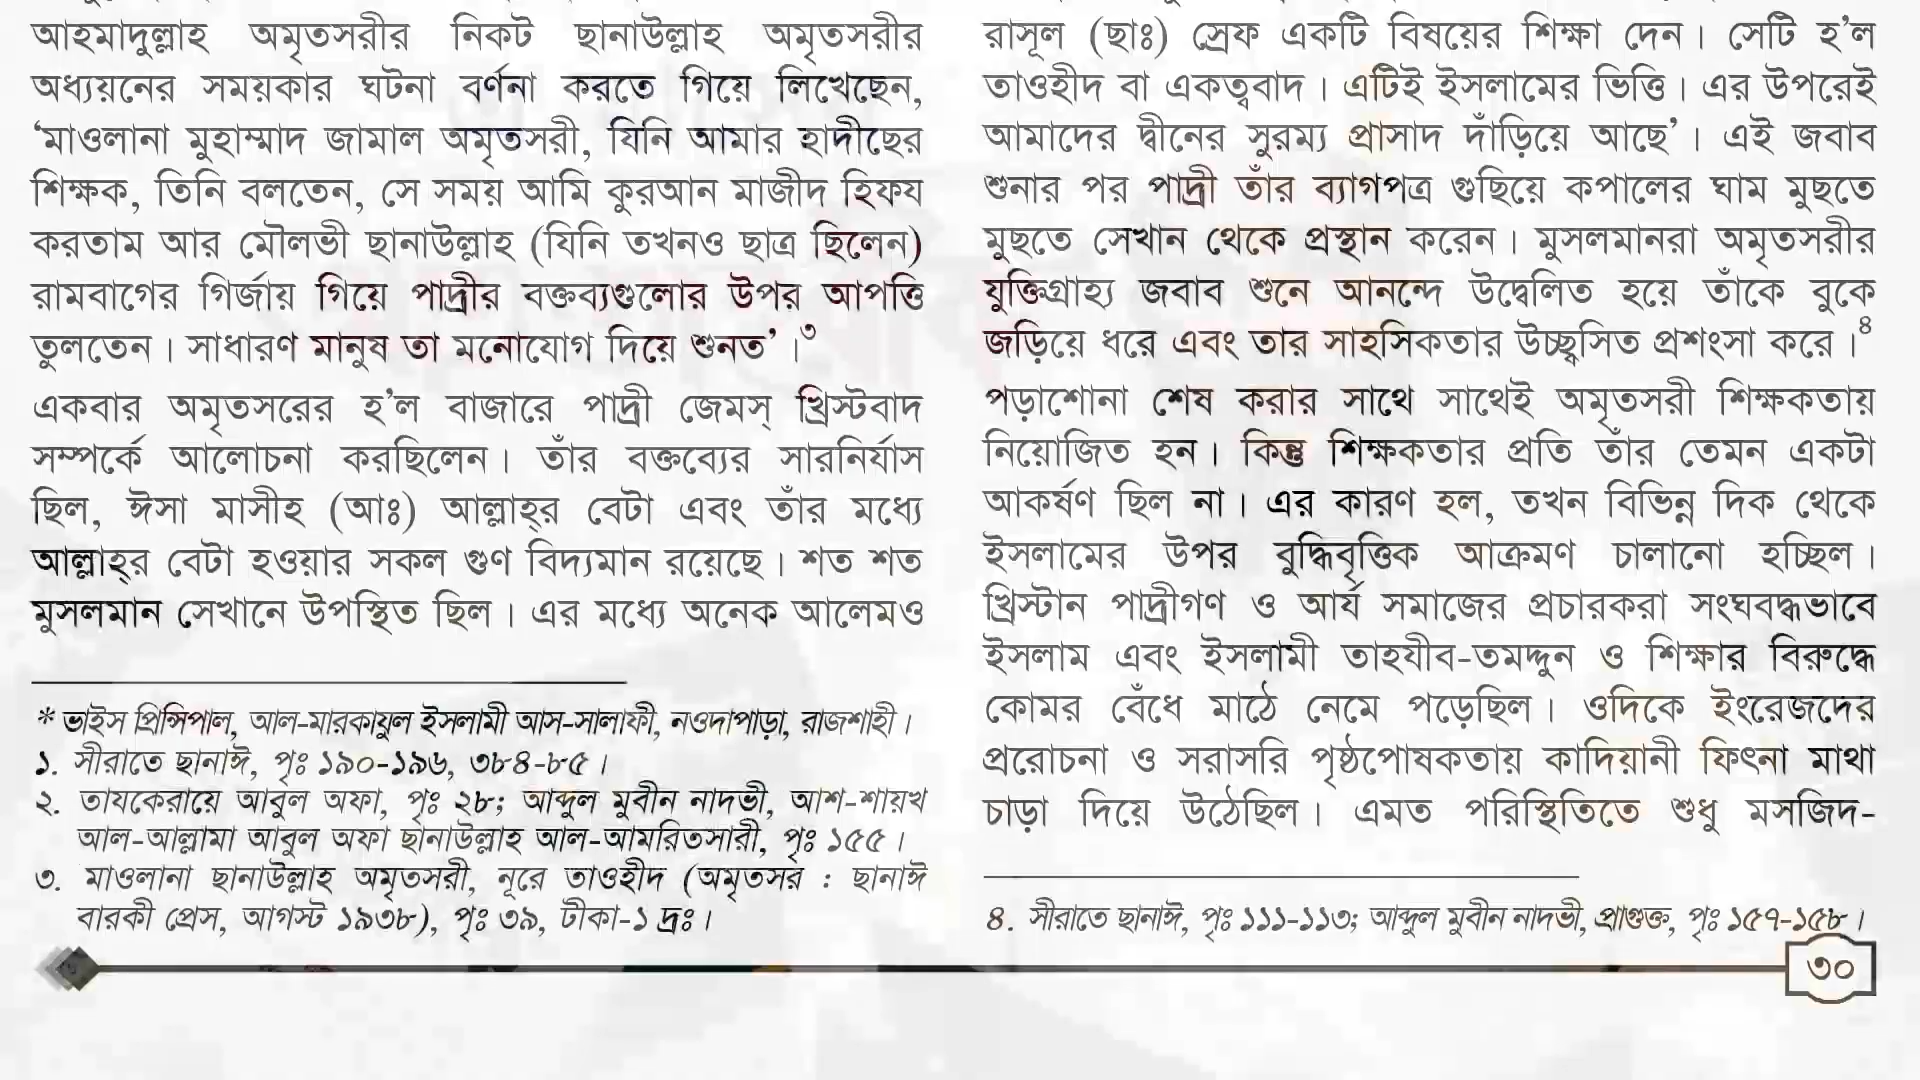 আহমাদুল্লাহ অমৃতসরীর নিকট ছানাউল্লাহ অমৃতসরীর
অধ্যয়নের সময়কার ঘটনা বর্ণনা করতে গিয়ে লিখেছেন,
‘মাওলানা মুহাম্মাদ জামাল অমৃতসরী, যিনি আমার হাদীছের
শিক্ষক, তিনি বলতেন, সে সময় আমি কুরআন মাজীদ হিফয
করতাম আর মৌলভী ছানাউল্লাহ (যিনি তখনও ছাত্র ছিলেন)
রামবাগের গির্জায় গিয়ে পাদ্রীর বক্তব্যগুলোর উপর আপত্তি
তুলতেন। সাধারণ মানুষ তা মনোযোগ দিয়ে শুনত’।৩
একবার অমৃতসরের হ’ল বাজারে পাদ্রী জেমস্ খ্রিস্টবাদ
সম্পর্কে আলোচনা করছিলেন। তাঁর বক্তব্যের সারনির্যাস
ছিল, ঈসা মাসীহ (আঃ) আল্লাহ্‌র বেটা এবং তাঁর মধ্যে
আল্লাহ্‌র বেটা হওয়ার সকল গুণ বিদ্যমান রয়েছে। শত শত
মুসলমান সেখানে উপস্থিত ছিল। এর মধ্যে অনেক আলেমও
* ভাইস প্রিন্সিপাল, আল-মারকাযুল ইসলামী আস-সালাফী, নওদাপাড়া, রাজশাহী।
১. সীরাতে ছানাঈ, পৃঃ ১৯০-১৯৬, ৩৮৪-৮৫।
২. তাযকেরায়ে আবুল অফা, পৃঃ ২৮; আব্দুল মুবীন নাদভী, আশ-শায়খ
আল-আল্লামা আবুল অফা ছানাউল্লাহ আল-আমরিতসারী, পৃঃ ১৫৫।
৩. মাওলানা ছানাউল্লাহ অমৃতসরী, নূরে তাওহীদ (অমৃতসর : ছানাঈ
বারকী প্রেস, আগস্ট ১৯৩৮), পৃঃ ৩৯, টীকা-১ দ্রঃ।
রাসূল (ছাঃ) স্রেফ একটি বিষয়ের শিক্ষা দেন। সেটি হ’ল
তাওহীদ বা একত্ববাদ। এটিই ইসলামের ভিত্তি। এর উপরেই
আমাদের দ্বীনের সুরম্য প্রাসাদ দাঁড়িয়ে আছে’। এই জবাব
শুনার পর পাদ্রী তাঁর ব্যাগপত্র গুছিয়ে কপালের ঘাম মুছতে
মুছতে সেখান থেকে প্রস্থান করেন। মুসলমানরা অমৃতসরীর
যুক্তিগ্রাহ্য জবাব শুনে আনন্দে উদ্বেলিত হয়ে তাঁকে বুকে
জড়িয়ে ধরে এবং তার সাহসিকতার উচ্ছ্বসিত প্রশংসা করে।৪
পড়াশোনা শেষ করার সাথে সাথেই অমৃতসরী শিক্ষকতায়
নিয়োজিত হন। কিন্তু শিক্ষকতার প্রতি তাঁর তেমন একটা
আকর্ষণ ছিল না। এর কারণ হল, তখন বিভিন্ন দিক থেকে
ইসলামের উপর বুদ্ধিবৃত্তিক আক্রমণ চালানো হচ্ছিল।
খ্রিস্টান পাদ্রীগণ ও আর্য সমাজের প্রচারকরা সংঘবদ্ধভাবে
ইসলাম এবং ইসলামী তাহযীব-তমদ্দুন ও শিক্ষার বিরুদ্ধে
কোমর বেঁধে মাঠে নেমে পড়েছিল। ওদিকে ইংরেজদের
প্ররোচনা ও সরাসরি পৃষ্ঠপোষকতায় কাদিয়ানী ফিৎনা মাথা
চাড়া দিয়ে উঠেছিল। এমত পরিস্থিতিতে শুধু মসজিদ-
৪. সীরাতে ছানাঈ, পৃঃ ১১১-১১৩; আব্দুল মুবীন নাদভী, প্রাগুক্ত, পৃঃ ১৫৭-১৫৮।
৩০